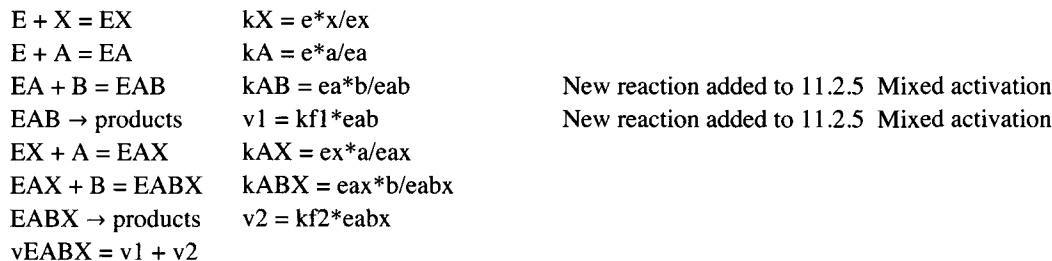 E + X = EX kX = e*x/ex
E + A = EA kA = e*a/ea
EA + B = EAB kAB = ea*b/eab New reaction added to 11.2.5 Mixed activation
EAB → products v1 = kf1*eab New reaction added to 11.2.5 Mixed activation
EX + A = EAX kAX = ex*a/eax
EAX + B = EABX kABX = eax*b/eabx
EABX → products v2 = kf2*eabx
vEABX = v1 + v2